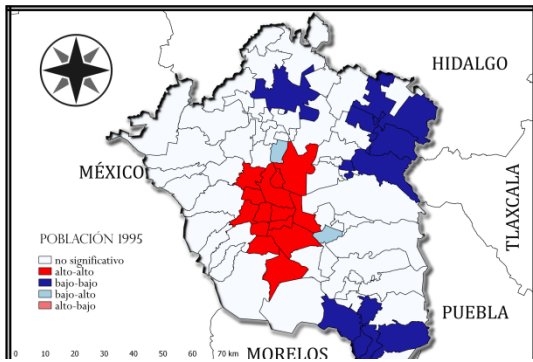 HIDALGO
MÉXICO
TLAXCALA
POBLACIÓN 1995
no significativo
alto-alto
bajo-bajo
bajo-alto
alto-bajo
PUEBLA
MORELOS
0 10 20 30 40 50 60 70 km